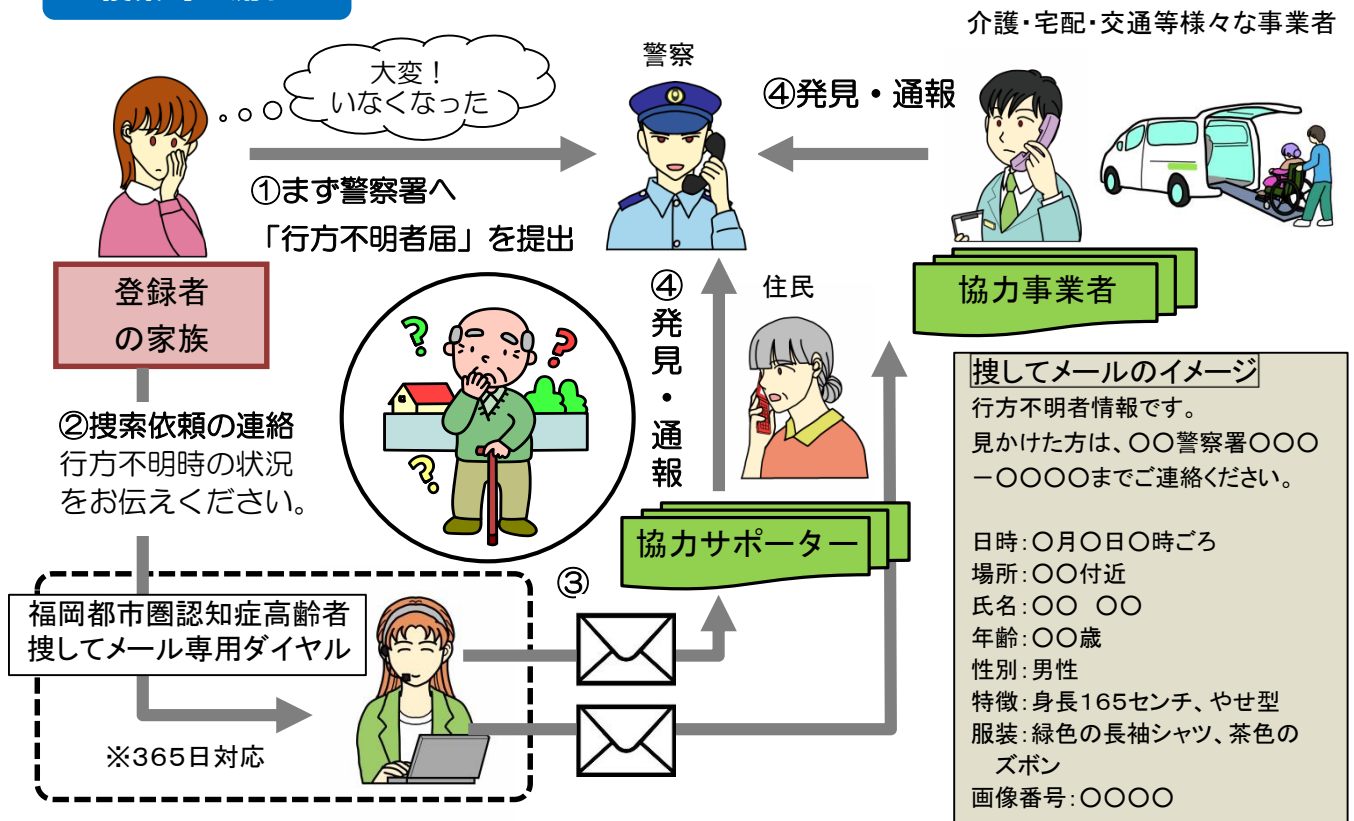 介護・宅配・交通等様々な事業者
警察
大変!
いなくなった
④発見・通報
①まず警察署へ
「行方不明者届」を提出
登録者
の家族
④発見・通報
住民
協力事業者
②捜索依頼の連絡
行方不明時の状況
をお伝えください。
協力サポーター
③
福岡都市圏認知症高齢者
捜してメール専用ダイヤル
※365日対応
捜してメールのイメージ
行方不明者情報です。
見かけた方は、〇〇警察署〇〇〇
-〇〇〇〇までご連絡ください。
日時:〇月〇日〇時ごろ
場所:〇〇付近
氏名:〇〇 〇〇
年齢:〇〇歳
性別:男性
特徴:身長165センチ、やせ型
服装:緑色の長袖シャツ、茶色の
ズボン
画像番号:〇〇〇〇